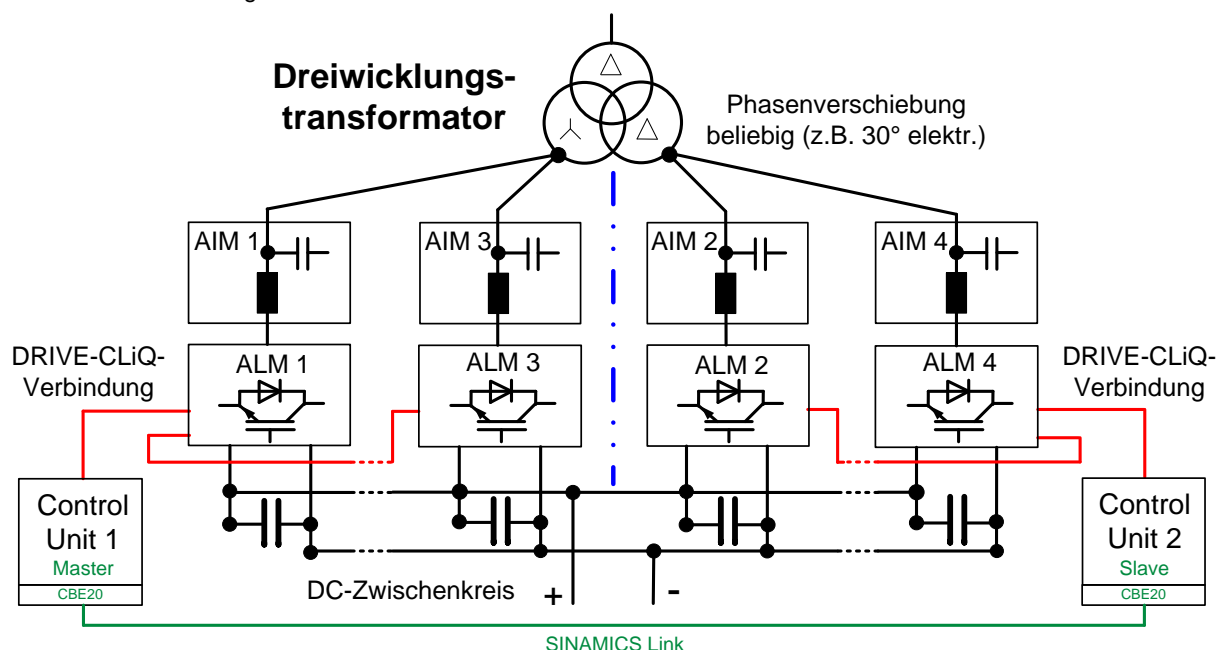 Dreiwicklungs-
transformator
Phasenverschiebung
beliebig (z.B. 30° elektr.)
AIM 1
AIM 3
AIM 2
AIM 4
DRIVE-CLiQ-
Verbindung
ALM 1
ALM 3
ALM 2
ALM 4
DRIVE-CLiQ-
Verbindung
Control
Unit 1
Master
CBE20
Control
Unit 2
Slave
CBE20
DC-Zwischenkreis
+
-
SINAMICS Link